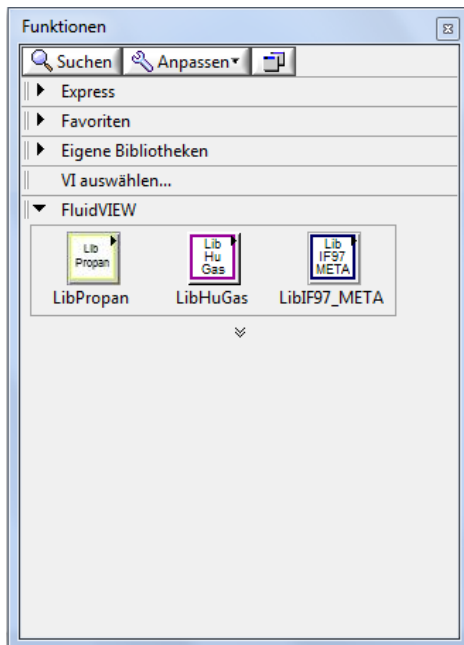 Funktionen
Suchen Anpassen
Express
Favoriten
Eigene Bibliotheken
VI auswählen...
FluidVIEW
Lib
Propan
Lib
Hu
Gas
Lib
IF97
META
LibPropan LibHuGas LibIF97_META